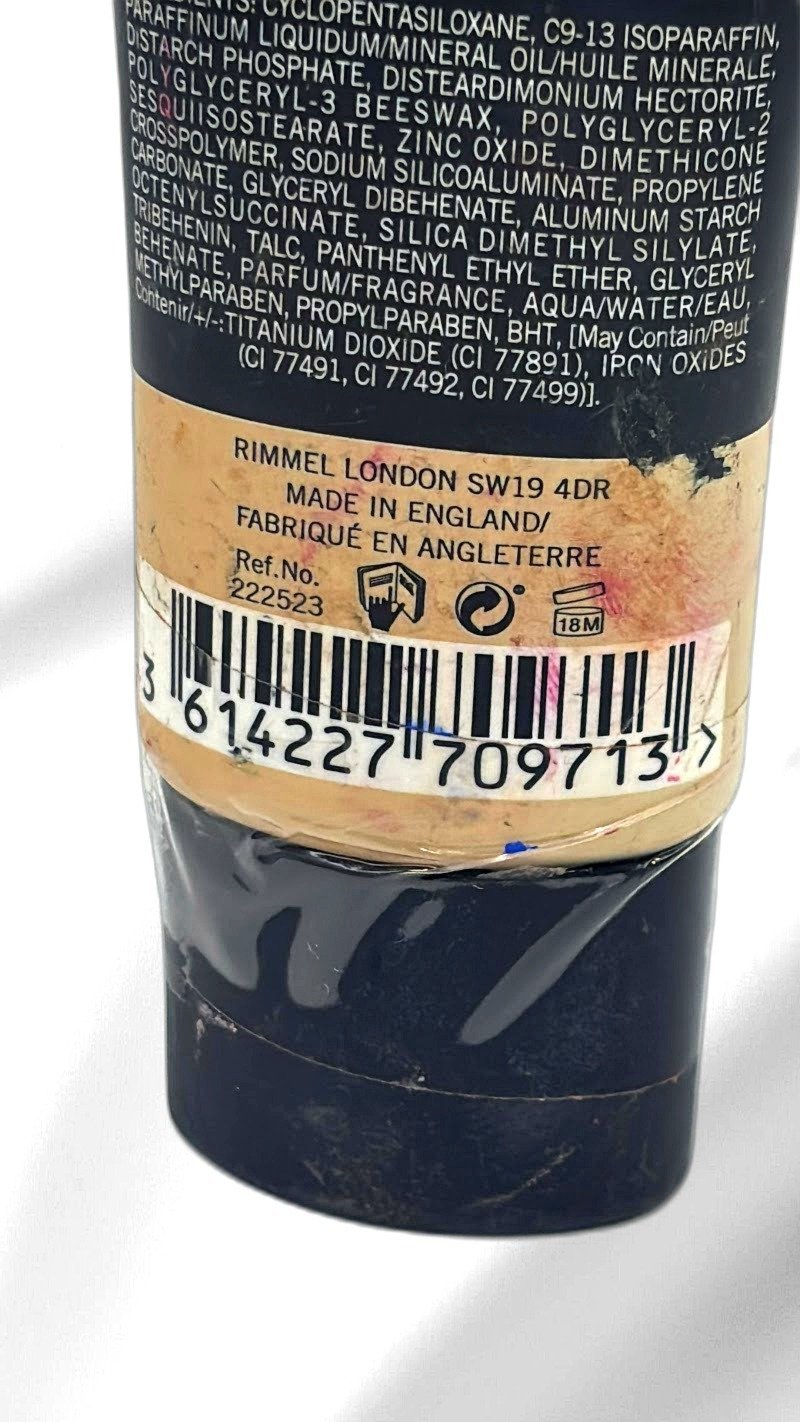 CYCLOPENTASILOXANE, C9-13 ISOPARAFFIN,
PARAFFINUM LIQUIDUM/MINERAL OIL/HUILE MINERALE,
DISTARCH PHOSPHATE, DISTEARDIMONIUM HECTORITE,
POLYGLYCERYL-3 BEESWAX, POLYGLYCERYL-2
SESQUIISOSTEARATE, ZINC OXIDE, DIMETHICONE
CROSSPOLYMER, SODIUM SILICOALUMINATE, PROPYLENE
CARBONATE, GLYCERYL DIBEHENATE, ALUMINUM STARCH
OCTENYLSUCCINATE, SILICA DIMETHYL SILYLATE,
TRIBEHENIN, TALC, PANTHENYL ETHYL ETHER, GLYCERYL
BEHENATE, PARFUM/FRAGRANCE, AQUA/WATER/EAU,
METHYLPARABEN, PROPYLPARABEN, BHT, [May Contain/Peut
Contenir/+/-:TITANIUM DIOXIDE (CI 77891), IRON OXIDES
(CI 77491, CI 77492, CI 77499)].
RIMMEL LONDON SW19 4DR
MADE IN ENGLAND/
FABRIQUÉ EN ANGLETERRE
Ref.No.
222523
18M
3 614227 709713 >